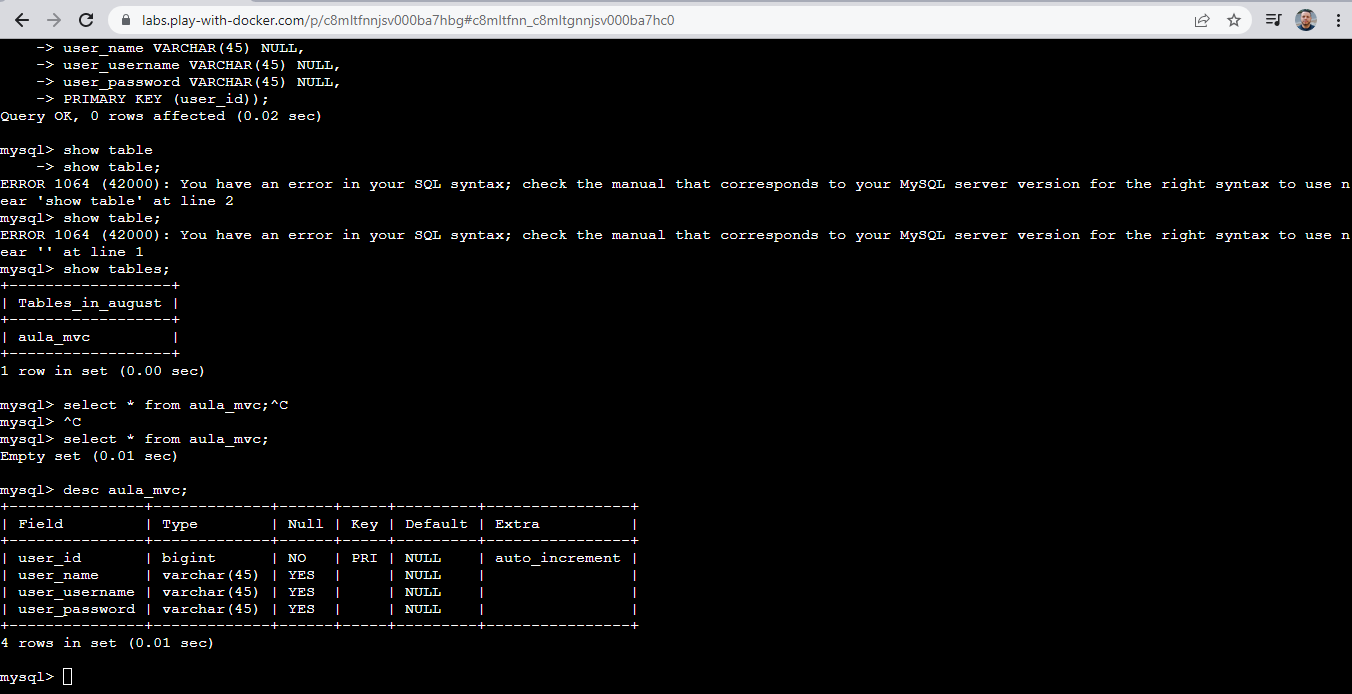 labs.play-with-docker.com/p/c8mltfnnjsv000ba7hbg#c8mltfnn_c8mltgnnjsv000ba7hc0
    -> user_name VARCHAR(45) NULL,
    -> user_username VARCHAR(45) NULL,
    -> user_password VARCHAR(45) NULL,
    -> PRIMARY KEY (user_id));
Query OK, 0 rows affected (0.02 sec)

mysql> show table
    -> show table;
ERROR 1064 (42000): You have an error in your SQL syntax; check the manual that corresponds to your MySQL server version for the right syntax to use n
ear 'show table' at line 2
mysql> show table;
ERROR 1064 (42000): You have an error in your SQL syntax; check the manual that corresponds to your MySQL server version for the right syntax to use n
ear '' at line 1
mysql> show tables;
+------------------+
| Tables_in_august |
+------------------+
| aula_mvc         |
+------------------+
1 row in set (0.00 sec)

mysql> select * from aula_mvc;^C
mysql> ^C
mysql> select * from aula_mvc;
Empty set (0.01 sec)

mysql> desc aula_mvc;
+---------------+-------------+------+-----+---------+----------------+
| Field         | Type        | Null | Key | Default | Extra          |
+---------------+-------------+------+-----+---------+----------------+
| user_id       | bigint      | NO   | PRI | NULL    | auto_increment |
| user_name     | varchar(45) | YES  |     | NULL    |                |
| user_username | varchar(45) | YES  |     | NULL    |                |
| user_password | varchar(45) | YES  |     | NULL    |                |
+---------------+-------------+------+-----+---------+----------------+
4 rows in set (0.01 sec)

mysql>